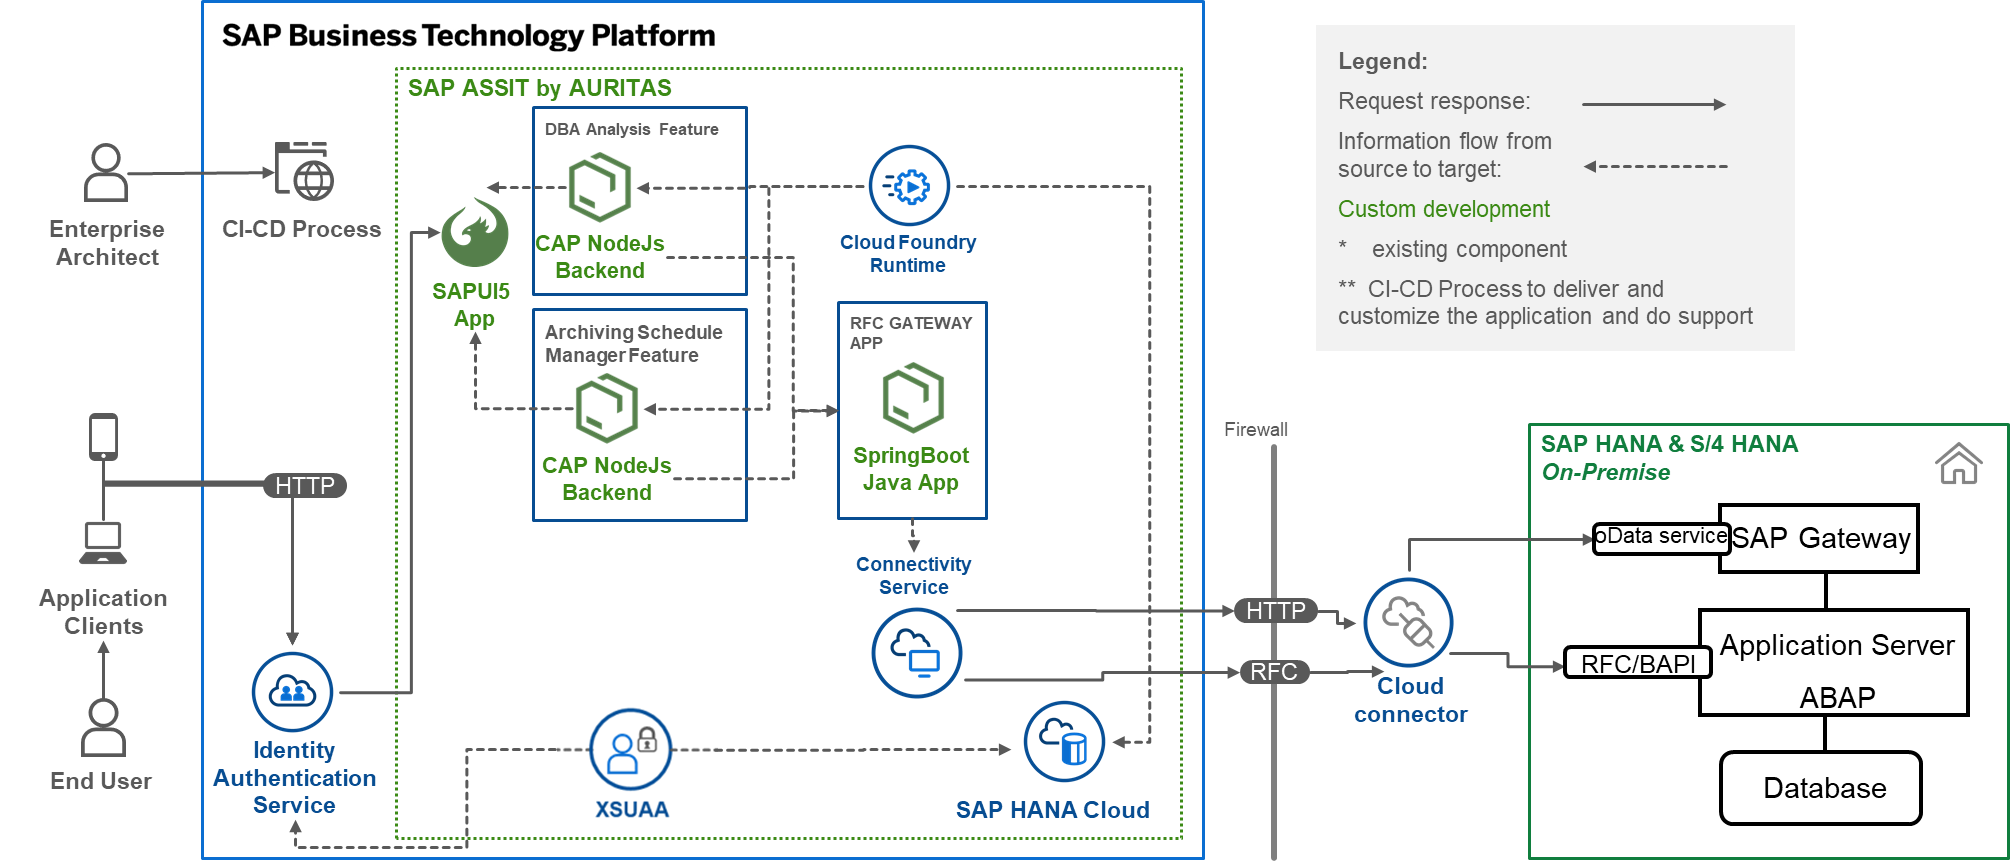 SAP Business Technology Platform
SAP ASSIT by AURITAS
DBA Analysis Feature
CAP NodeJs
Backend
Archiving Schedule
Manager Feature
CAP NodeJs
Backend
SAPUI5
App
Cloud Foundry
Runtime
RFC GATEWAY
APP
SpringBoot
Java App
Connectivity
Service
XSUAA
SAP HANA Cloud
Enterprise
Architect
CI-CD Process
HTTP
Application
Clients
End User
Identity
Authentication
Service
Legend:
Request response:
Information flow from
source to target:
Custom development
* existing component
** CI-CD Process to deliver and
customize the application and do support
Firewall
HTTP
RFC
Cloud
connector
SAP HANA & S/4 HANA
On-Premise
oData service
SAP Gateway
RFC/BAPI
Application Server
ABAP
Database